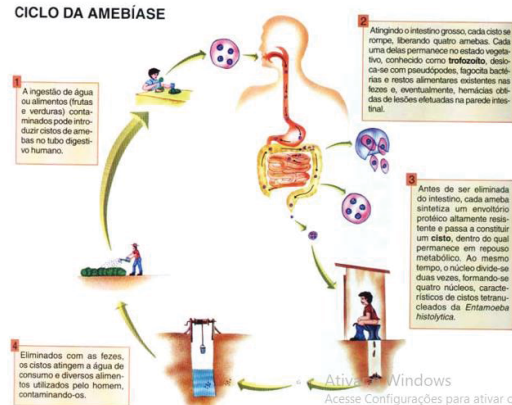 CICLO DA AMEBÍASE
1
A ingestão de água
ou alimentos (frutas
e verduras) conta-
minados pode intro-
duzir cistos de ame-
bas no tubo digesti-
vo humano.
2
Atingindo o intestino grosso, cada cisto se
rompe, liberando quatro amebas. Cada
uma delas permanece no estado vegeta-
tivo, conhecido como trofozoíto, deslo-
ca-se com pseudópodes, fagocita bacté-
rias e restos alimentares existentes nas
fezes e, eventualmente, hemácias obti-
das de lesões efetuadas na parede intes-
tinal.
3
Antes de ser eliminada
do intestino, cada ameba
sintetiza um envoltório
protéico altamente resis-
tente e passa a constituir
um cisto, dentro do qual
permanece em repouso
metabólico. Ao mesmo
tempo, o núcleo divide-se
duas vezes, formando-se
quatro núcleos, caracte-
rísticos de cistos tetranu-
cleados da Entamoeba
histolytica.
4
Eliminados com as fezes,
os cistos atingem a água de
consumo e diversos alimen-
tos utilizados pelo homem,
contaminando-os.
Windows
Acesse Configurações para ativar o